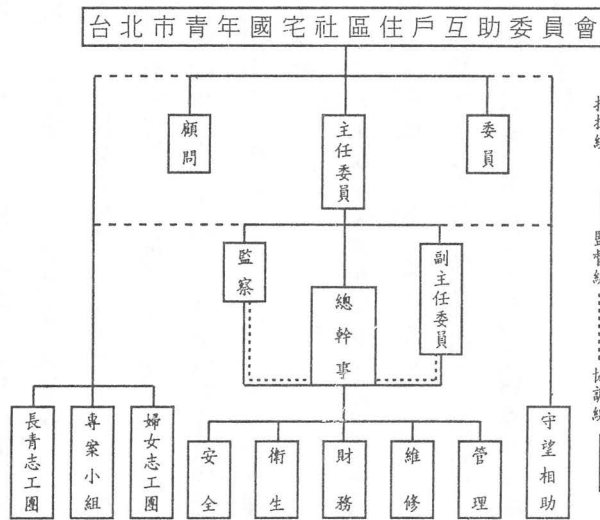 台北市青年國宅社區住戶互助委員會
顧問
主任委員
委員
監察
總幹事
副主任委員
長青志工團
專案小組
婦女志工團
安全
衛生
財務
維修
管理
守望相助
監督線